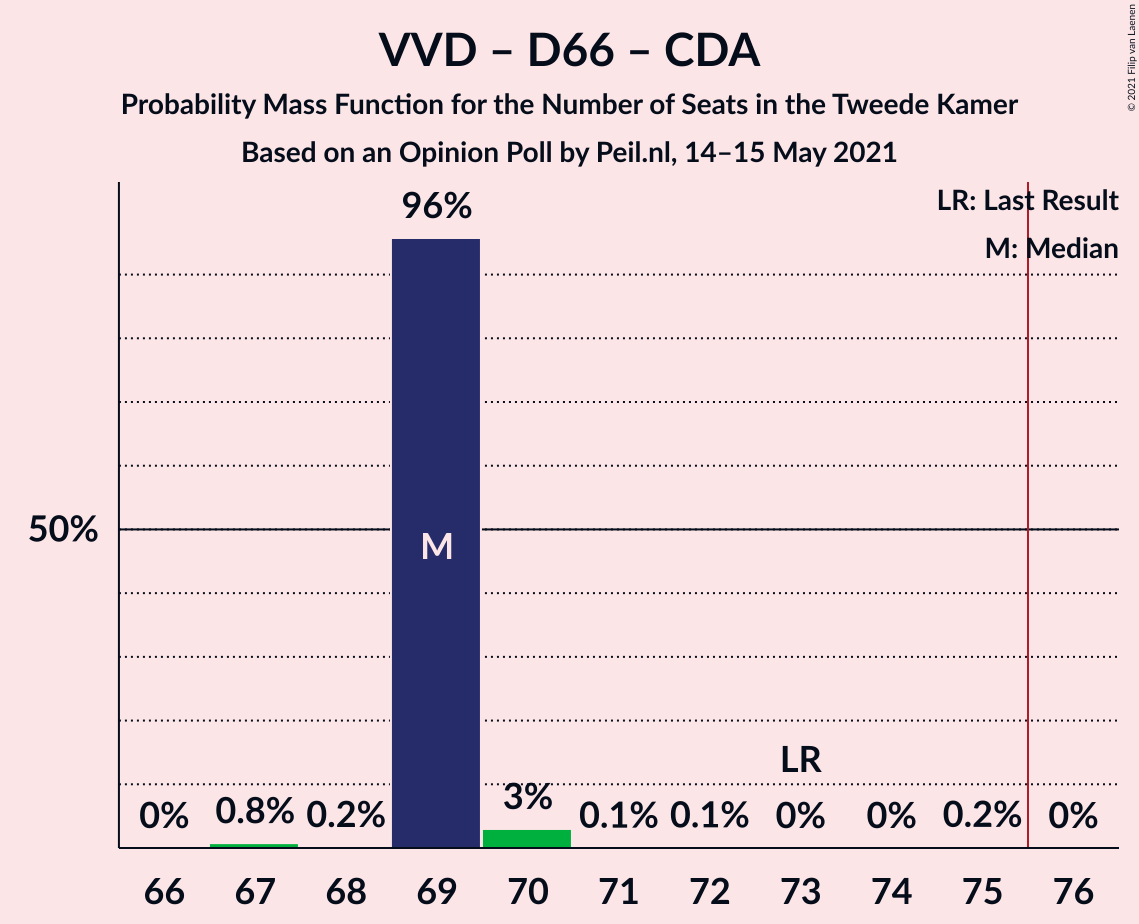 VVD – D66 – CDA
Probability Mass Function for the Number of Seats in the Tweede Kamer
Based on an Opinion Poll by Peil.nl, 14–15 May 2021
© 2021 Filip van Laenen
LR: Last Result
M: Median
96%
50%
M
LR
0% 0.8% 0.2% 3% 0.1% 0.1% 0% 0% 0.2% 0%
66 67 68 69 70 71 72 73 74 75 76